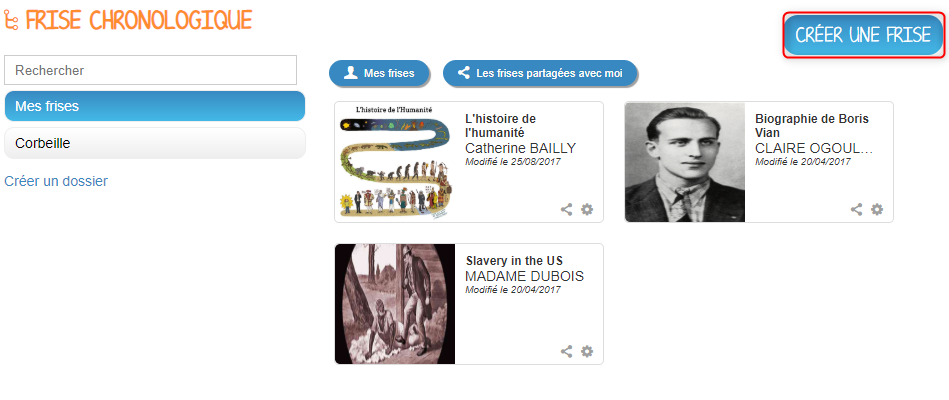 FRISE CHRONOLOGIQUE
CRÉER UNE FRISE
Rechercher
Mes frises
Corbeille
Créer un dossier
Mes frises
Les frises partagées avec moi
L'histoire de l'Humanité
L'histoire de
l'humanité
Catherine BAILLY
Modifié le 25/08/2017
Biographie de Boris
Vian
CLAIRE OGOUL...
Modifié le 20/04/2017
Slavery in the US
MADAME DUBOIS
Modifié le 20/04/2017